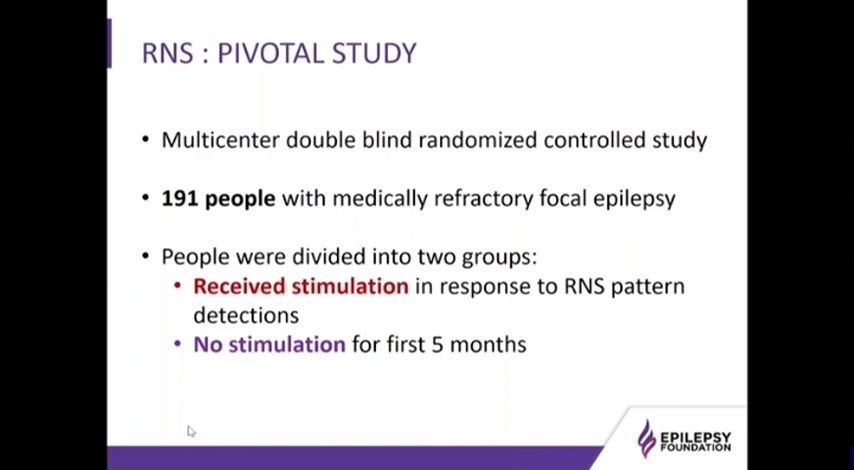 RNS : PIVOTAL STUDY
• Multicenter double blind randomized controlled study
• 191 people with medically refractory focal epilepsy
• People were divided into two groups:
• Received stimulation in response to RNS pattern
detections
• No stimulation for first 5 months
EPILEPSY
FOUNDATION